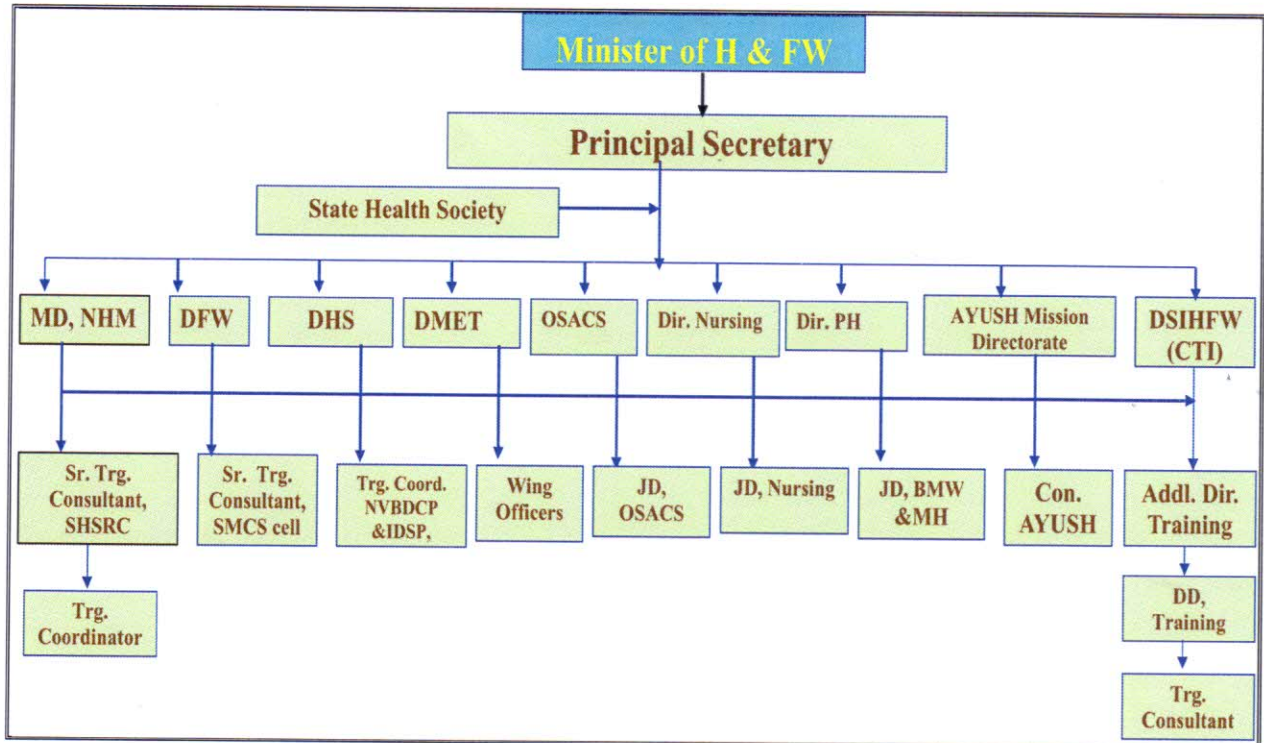 Minister of H & FW
Principal Secretary
State Health Society
MD, NHM
DFW
DHS
DMET
OSACS
Dir. Nursing
Dir. PH
AYUSH Mission
Directorate
DSIHFW
(CTI)
Sr. Trg.
Consultant,
SHSRC
Sr. Trg.
Consultant,
SMCS cell
Trg. Coord.
NVBDCP
&IDSP,
Wing
Officers
JD,
OSACS
JD, Nursing
JD, BMW
&MH
Con.
AYUSH
Addl. Dir.
Training
Trg.
Coordinator
DD,
Training
Trg.
Consultant